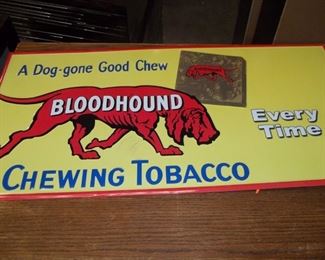 A Dog-gone Good Chew
BLOODHOUND
Every
Time
CHEWING TOBACCO